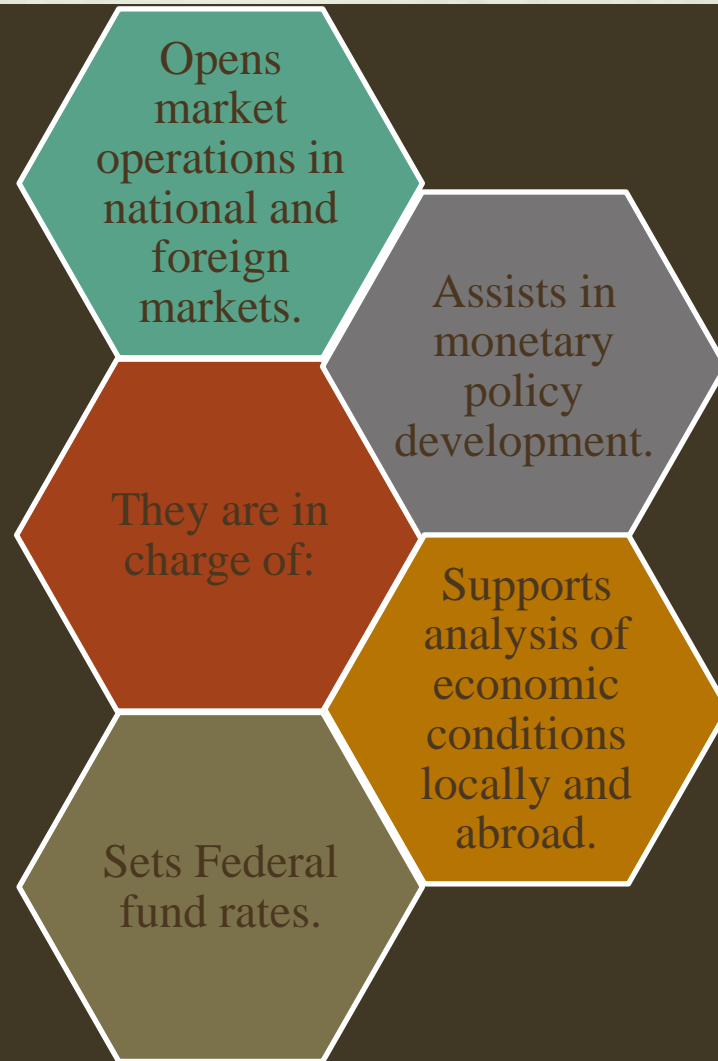 Opens
market
operations in
national and
foreign
markets.
Assists in
monetary
policy
development.
They are in
charge of:
Supports
analysis of
economic
conditions
locally and
abroad.
Sets Federal
fund rates.